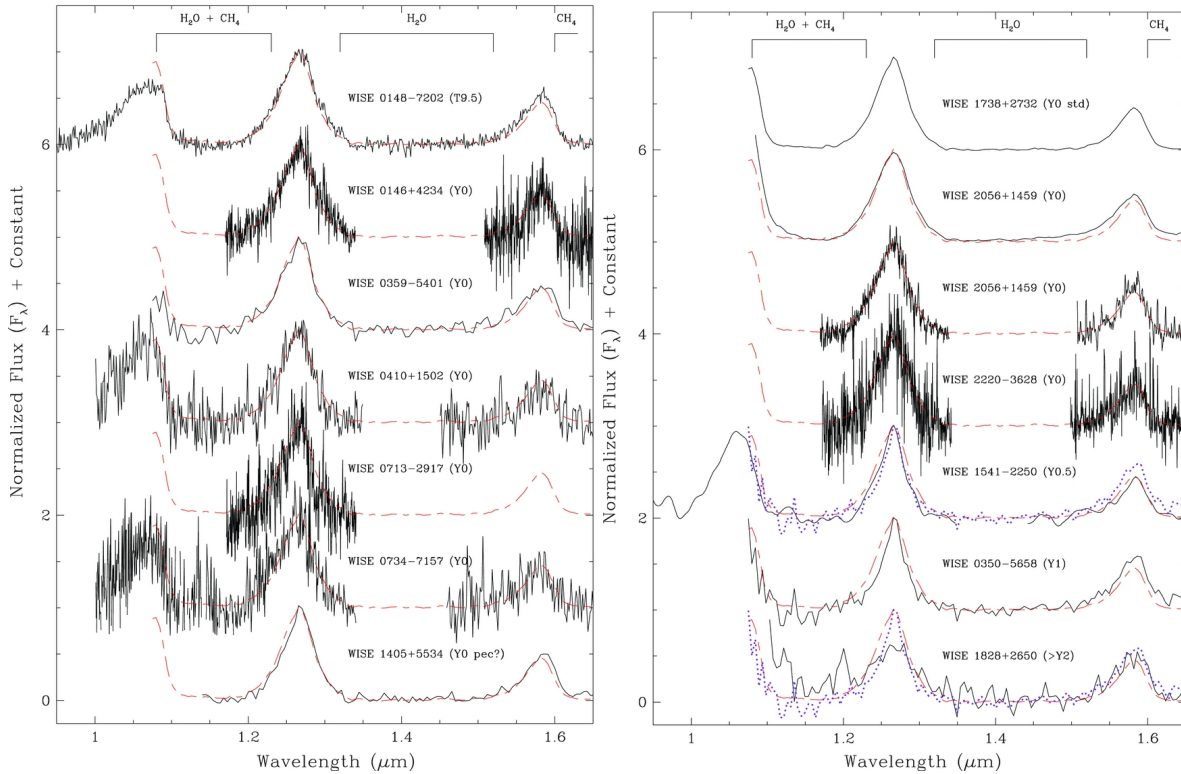 H₂O + CH₄
H₂O
CH₄
WISE 0148−7202 (T9.5)
6
WISE 0146+4234 (Y0)
WISE 0359−5401 (Y0)
4
WISE 0410+1502 (Y0)
WISE 0713−2917 (Y0)
2
WISE 0734−7157 (Y0)
WISE 1405+5534 (Y0 pec?)
0
1
1.2
1.4
1.6
Wavelength (μm)
Normalized Flux (F_λ) + Constant
H₂O + CH₄
H₂O
CH₄
WISE 1738+2732 (Y0 std)
6
WISE 2056+1459 (Y0)
WISE 2056+1459 (Y0)
4
WISE 2220−3628 (Y0)
WISE 1541−2250 (Y0.5)
2
WISE 0350−5658 (Y1)
WISE 1828+2650 (>Y2)
0
1
1.2
1.4
1.6
Wavelength (μm)
Normalized Flux (F_λ) + Constant